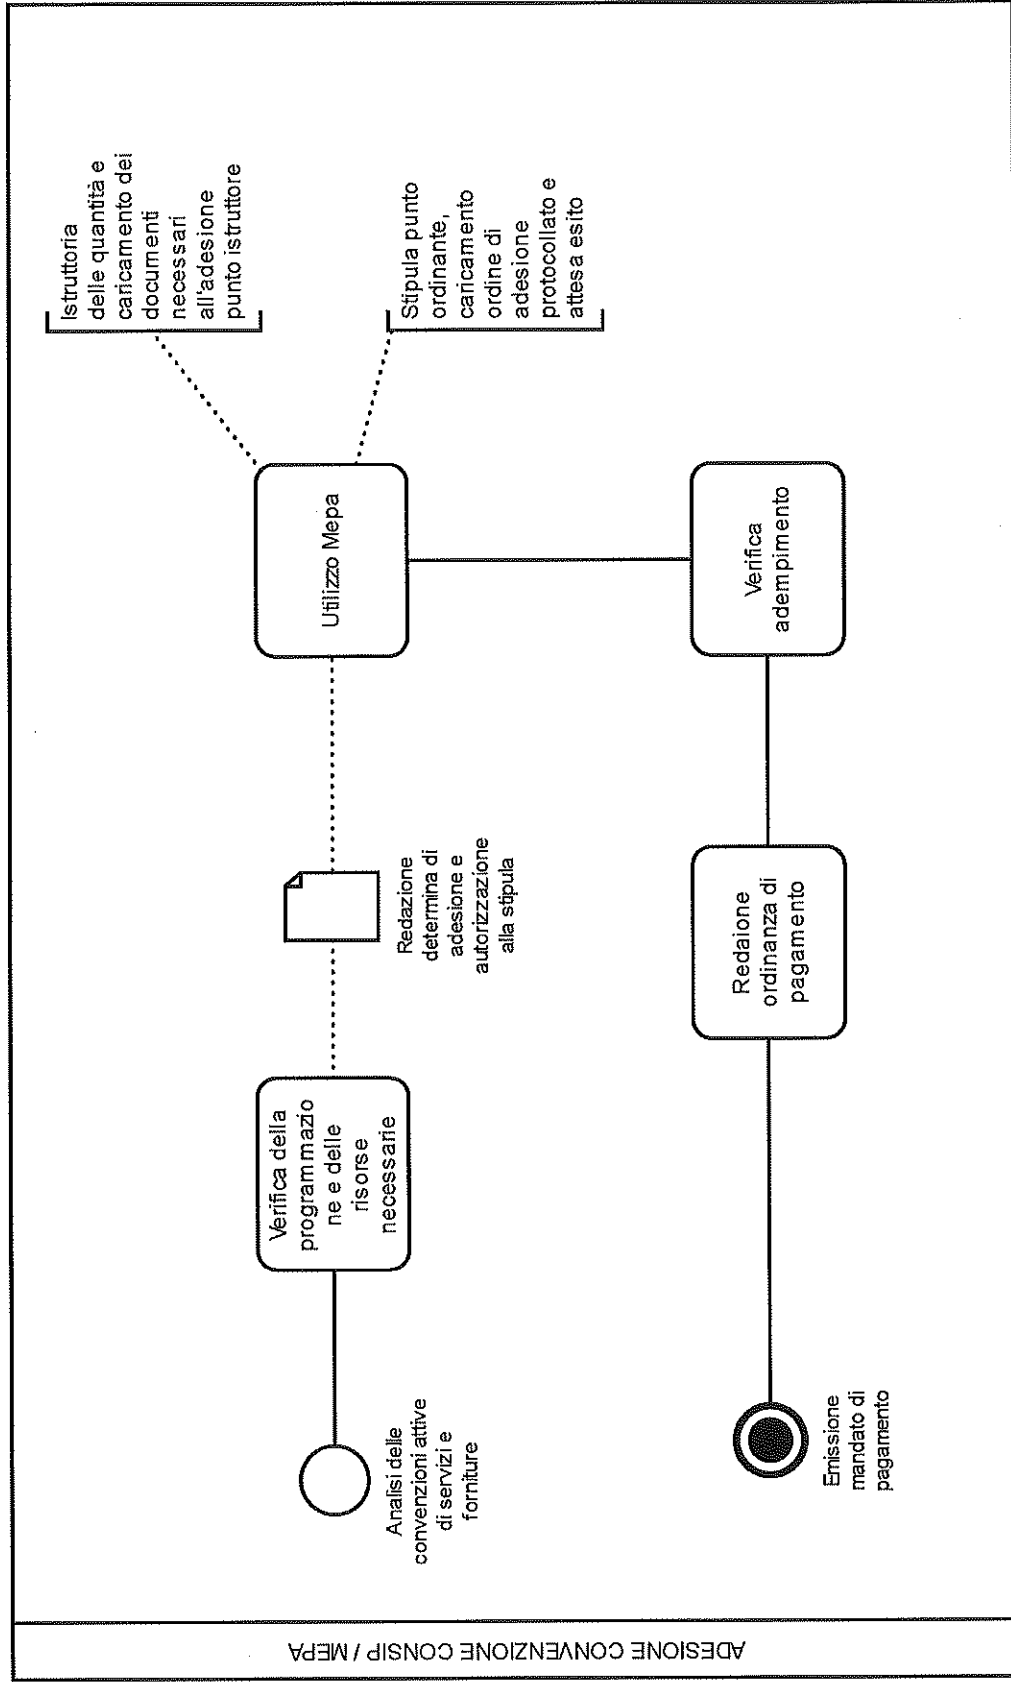 ADESIONE CONVENZIONE CONSIP / MEPA
Analisi delle
convenzioni attive
di servizi e
forniture
Verifica della
programmazio
ne e delle
risorse
necessarie
Redazione
determina di
adesione e
autorizzazione
alla stipula
Utilizzo Mepa
Istruttoria
delle quantità e
caricamento dei
documenti
necessari
all'adesione
punto istruttore
Stipula punto
ordinante,
caricamento
ordine di
adesione
protocollato e
attesa esito
Verifica
adempimento
Redaione
ordinanza di
pagamento
Emissione
mandato di
pagamento